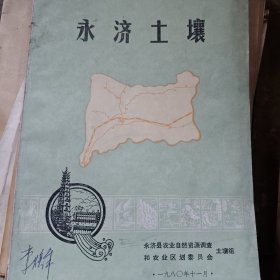 永济土壤
永济县农业自然资源调查
和农业区划委员会 土壤组
·一九八〇年十一月·